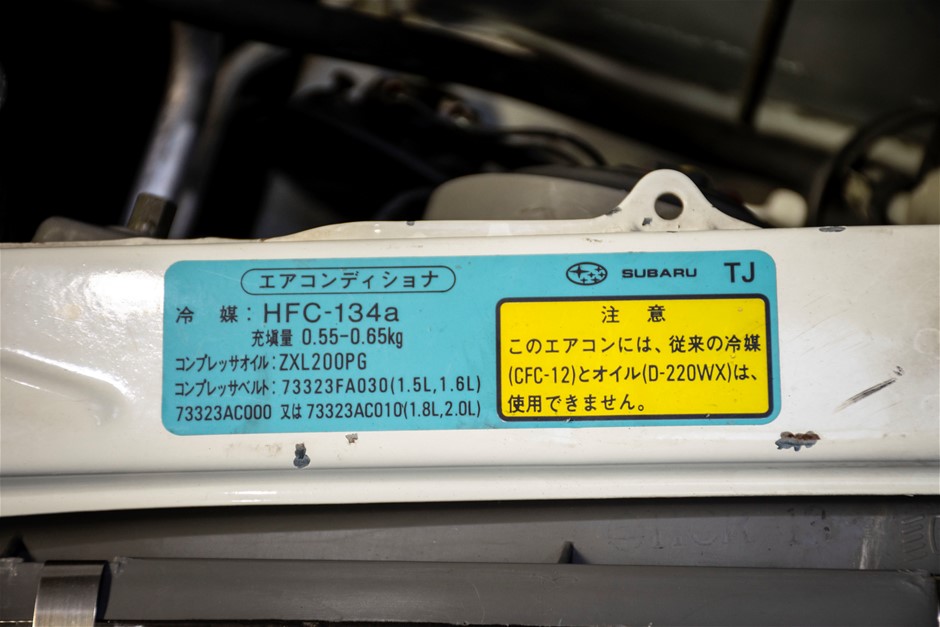 エアコンディショナ
冷 媒：HFC-134a
充塡量 0.55-0.65kg
コンプレッサオイル：ZXL200PG
コンプレッサベルト：73323FA030(1.5L,1.6L)
73323AC000 又は 73323AC010(1.8L,2.0L)
SUBARU TJ
注 意
このエアコンには、従来の冷媒
(CFC-12)とオイル(D-220WX)は、
使用できません。